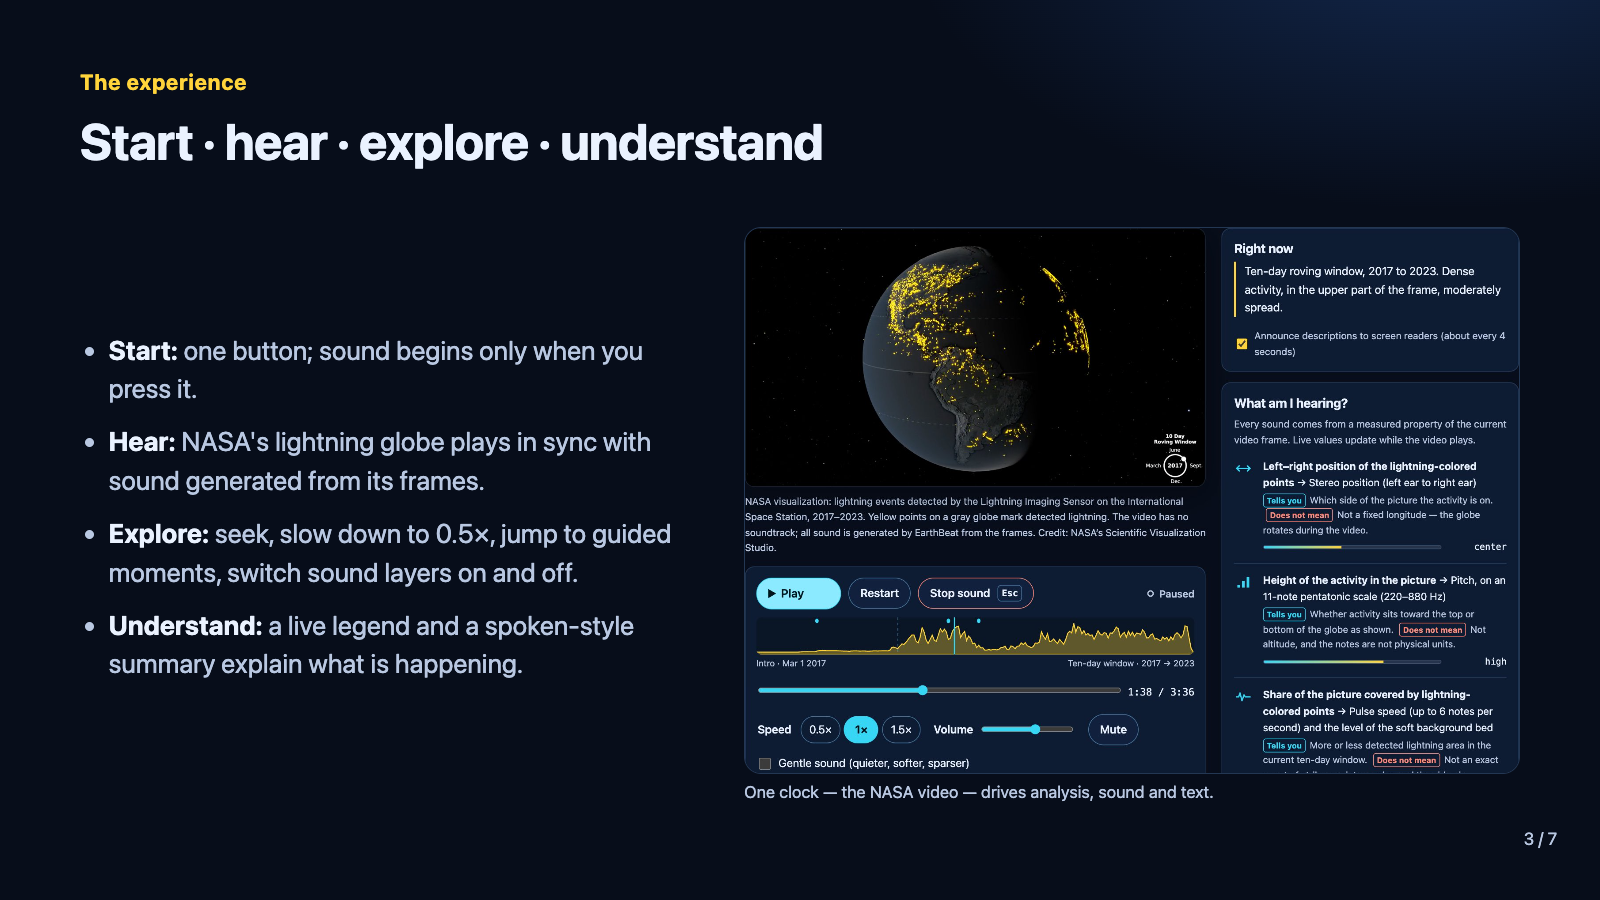 The experience
Start · hear · explore · understand
• Start: one button; sound begins only when you
press it.
• Hear: NASA's lightning globe plays in sync with
sound generated from its frames.
• Explore: seek, slow down to 0.5×, jump to guided
moments, switch sound layers on and off.
• Understand: a live legend and a spoken-style
summary explain what is happening.
10 Day
Roving Window
June
March 2017 Sept
Dec.
NASA visualization: lightning events detected by the Lightning Imaging Sensor on the International
Space Station, 2017–2023. Yellow points on a gray globe mark detected lightning. The video has no
soundtrack; all sound is generated by EarthBeat from the frames. Credit: NASA's Scientific Visualization
Studio.
▶ Play Restart Stop sound Esc Paused
Intro · Mar 1 2017 Ten-day window · 2017 → 2023
1:38 / 3:36
Speed 0.5× 1× 1.5× Volume Mute
Gentle sound (quieter, softer, sparser)
Right now
Ten-day roving window, 2017 to 2023. Dense
activity, in the upper part of the frame, moderately
spread.
Announce descriptions to screen readers (about every 4
seconds)
What am I hearing?
Every sound comes from a measured property of the current
video frame. Live values update while the video plays.
Left–right position of the lightning-colored
points → Stereo position (left ear to right ear)
Tells you Which side of the picture the activity is on.
Does not mean Not a fixed longitude — the globe
rotates during the video.
center
Height of the activity in the picture → Pitch, on an
11-note pentatonic scale (220–880 Hz)
Tells you Whether activity sits toward the top or
bottom of the globe as shown. Does not mean Not
altitude, and the notes are not physical units.
high
Share of the picture covered by lightning-
colored points → Pulse speed (up to 6 notes per
second) and the level of the soft background bed
Tells you More or less detected lightning area in the
current ten-day window. Does not mean Not an exact
One clock — the NASA video — drives analysis, sound and text.
3 / 7